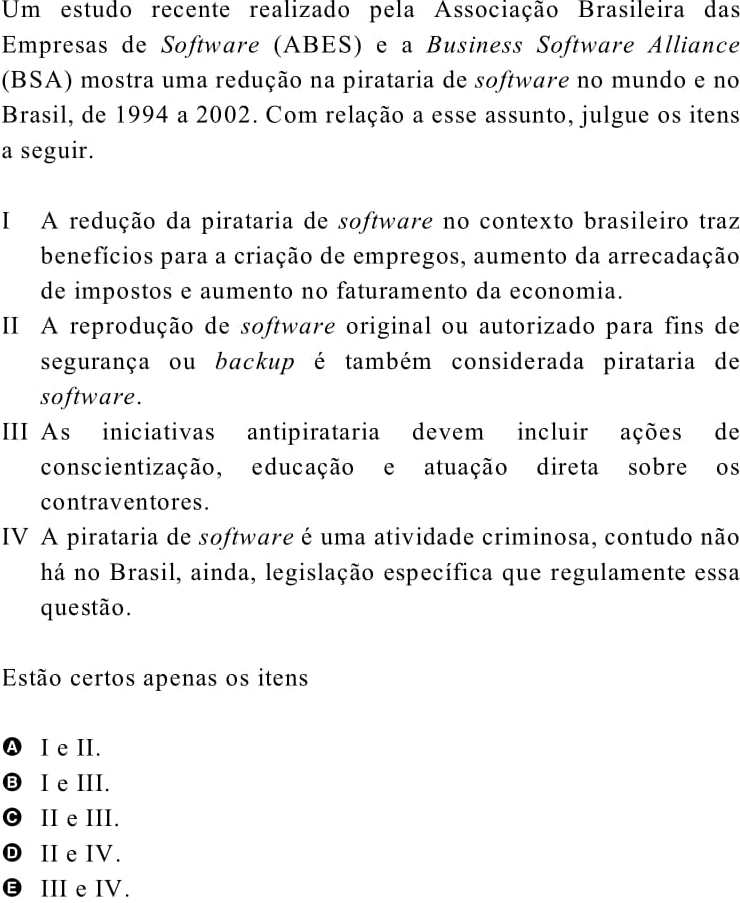 Um estudo recente realizado pela Associação Brasileira das
Empresas de Software (ABES) e a Business Software Alliance
(BSA) mostra uma redução na pirataria de software no mundo e no
Brasil, de 1994 a 2002. Com relação a esse assunto, julgue os itens
a seguir.
I A redução da pirataria de software no contexto brasileiro traz
benefícios para a criação de empregos, aumento da arrecadação
de impostos e aumento no faturamento da economia.
II A reprodução de software original ou autorizado para fins de
segurança ou backup é também considerada pirataria de
software.
III As iniciativas antipirataria devem incluir ações de
conscientização, educação e atuação direta sobre os
contraventores.
IV A pirataria de software é uma atividade criminosa, contudo não
há no Brasil, ainda, legislação específica que regulamente essa
questão.
Estão certos apenas os itens
A I e II.
B I e III.
C II e III.
D II e IV.
E III e IV.